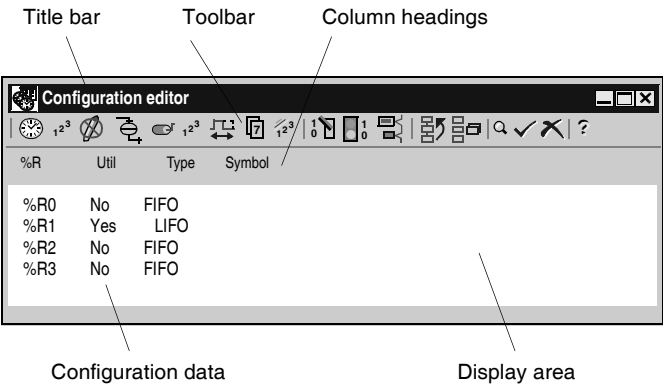 Title bar Toolbar Column headings
Configuration editor
%R Util Type Symbol
%R0 No FIFO
%R1 Yes LIFO
%R2 No FIFO
%R3 No FIFO
Configuration data Display area